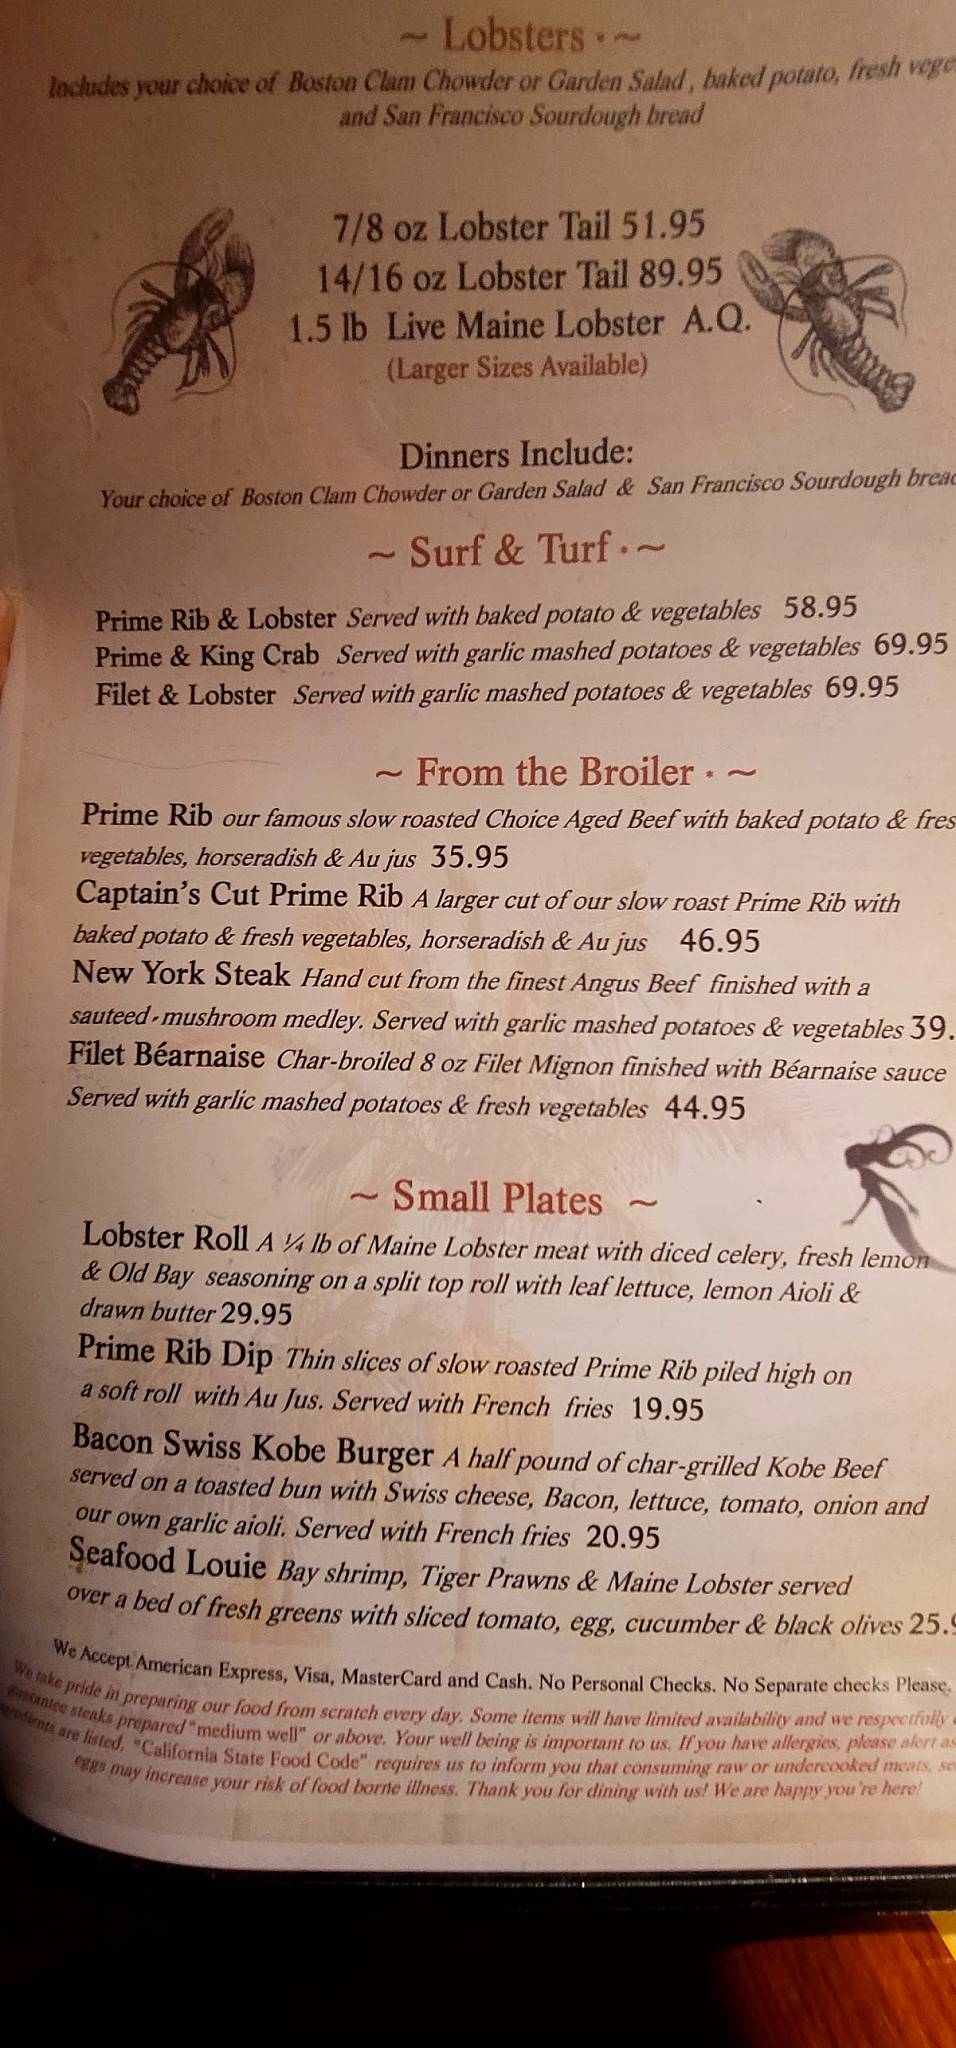 ~ Lobsters · ~
Includes your choice of Boston Clam Chowder or Garden Salad, baked potato, fresh
and San Francisco Sourdough bread
7/8 oz Lobster Tail 51.95
14/16 oz Lobster Tail 89.95
1.5 lb Live Maine Lobster A.Q.
(Larger Sizes Available)
Dinners Include:
Your choice of Boston Clam Chowder or Garden Salad & San Francisco Sourdough bread
~ Surf & Turf · ~
Prime Rib & Lobster Served with baked potato & vegetables 58.95
Prime & King Crab Served with garlic mashed potatoes & vegetables 69.95
Filet & Lobster Served with garlic mashed potatoes & vegetables 69.95
~ From the Broiler · ~
Prime Rib our famous slow roasted Choice Aged Beef with baked potato & fres
vegetables, horseradish & Au jus 35.95
Captain's Cut Prime Rib A larger cut of our slow roast Prime Rib with
baked potato & fresh vegetables, horseradish & Au jus 46.95
New York Steak Hand cut from the finest Angus Beef finished with a
sauteed mushroom medley. Served with garlic mashed potatoes & vegetables 39.
Filet Béarnaise Char-broiled 8 oz Filet Mignon finished with Béarnaise sauce
Served with garlic mashed potatoes & fresh vegetables 44.95
~ Small Plates ~
Lobster Roll A ¼ lb of Maine Lobster meat with diced celery, fresh lemon
& Old Bay seasoning on a split top roll with leaf lettuce, lemon Aioli &
drawn butter 29.95
Prime Rib Dip Thin slices of slow roasted Prime Rib piled high on
a soft roll with Au Jus. Served with French fries 19.95
Bacon Swiss Kobe Burger A half pound of char-grilled Kobe Beef
served on a toasted bun with Swiss cheese, Bacon, lettuce, tomato, onion and
our own garlic aioli. Served with French fries 20.95
Seafood Louie Bay shrimp, Tiger Prawns & Maine Lobster served
over a bed of fresh greens with sliced tomato, egg, cucumber & black olives 25.9
We Accept American Express, Visa, MasterCard and Cash. No Personal Checks. No Separate checks Please.
We take pride in preparing our food from scratch every day. Some items will have limited availability and we respectfully
guarantee steaks prepared "medium well" or above. Your well being is important to us. If you have allergies, please alert
are listed. "California State Food Code" requires us to inform you that consuming raw or undercooked meats,
eggs may increase your risk of food borne illness. Thank you for dining with us! We are happy you're here!